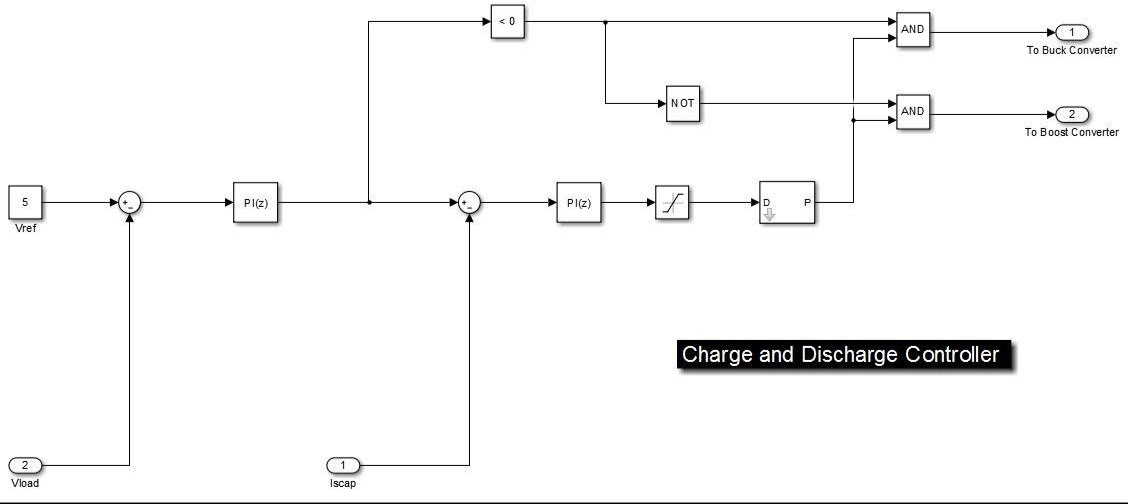 < 0
AND
1
To Buck Converter
NOT
AND
2
To Boost Converter
5
Vref
+
−
PI(z)
+
−
PI(z)
D
P
Charge and Discharge Controller
2
Vload
1
Iscap